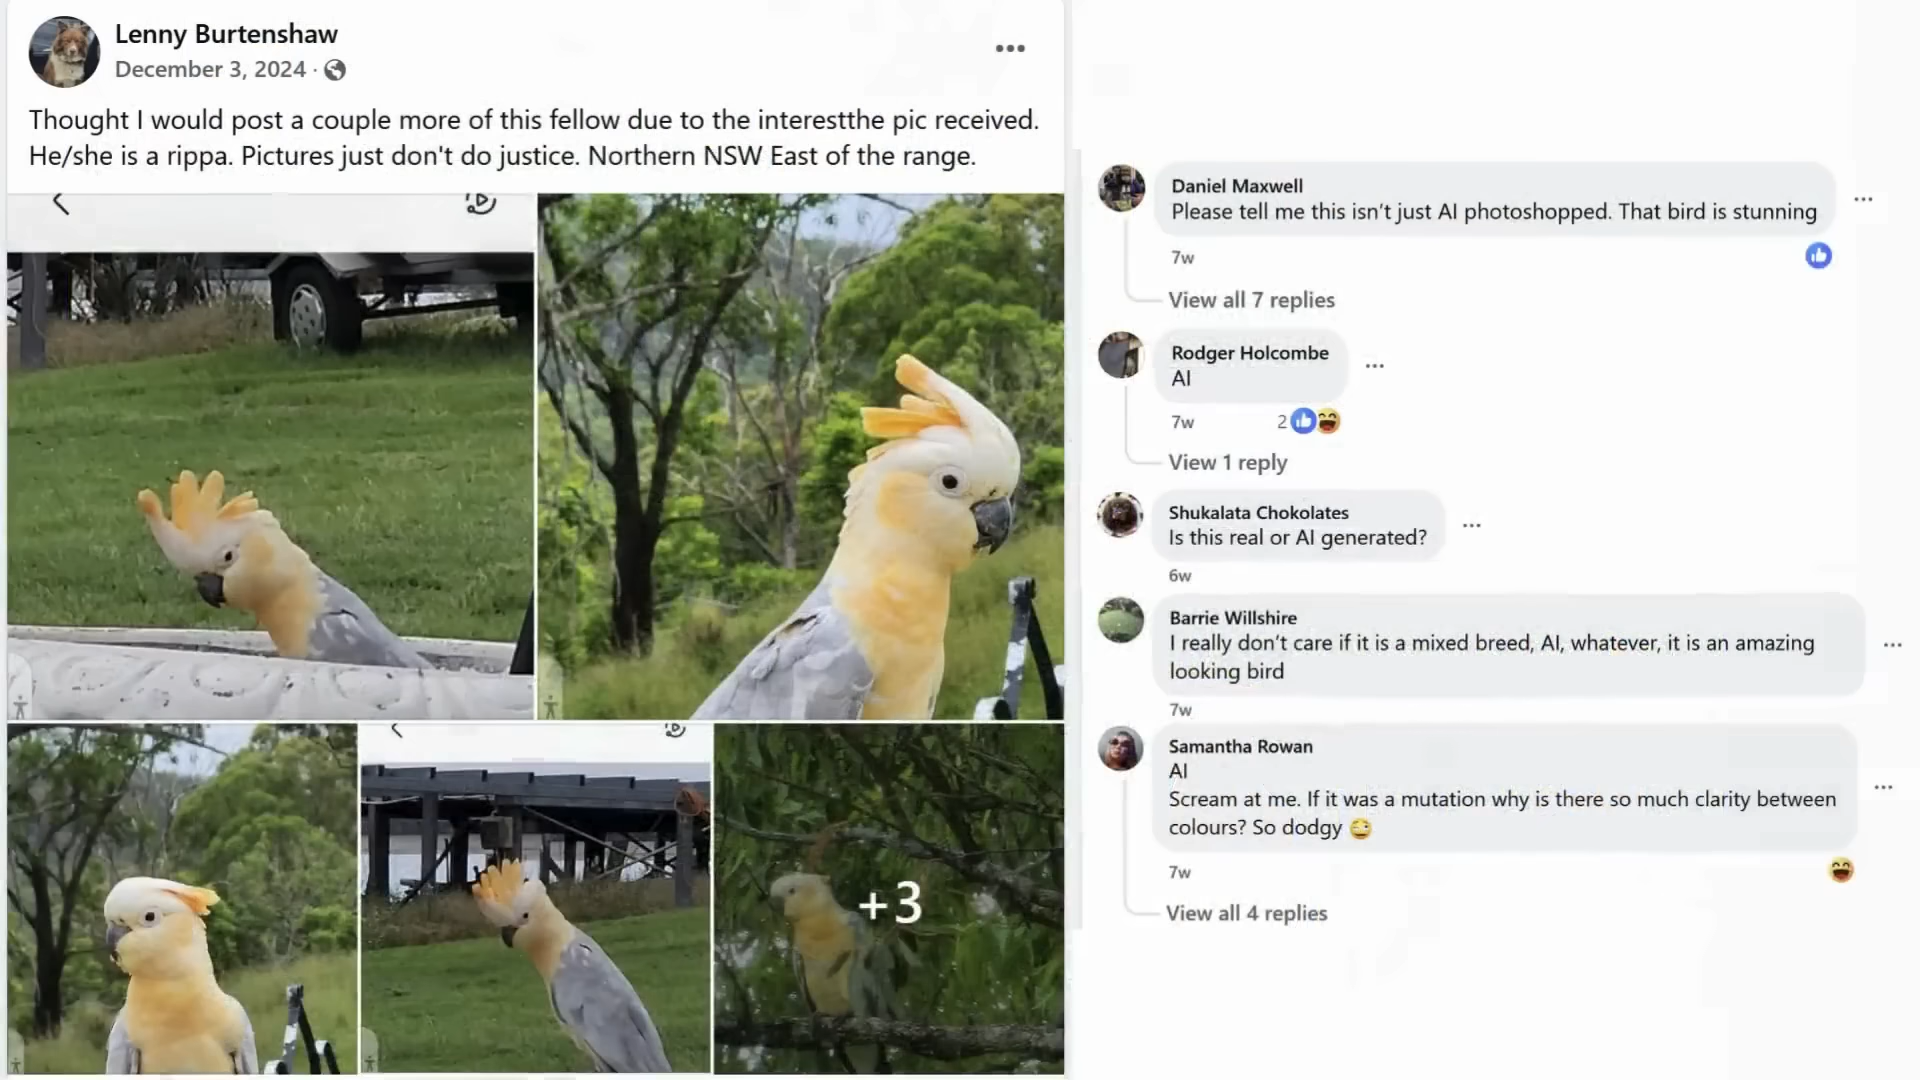 Lenny Burtenshaw
December 3, 2024 ·
Thought I would post a couple more of this fellow due to the interestthe pic received.
He/she is a rippa. Pictures just don't do justice. Northern NSW East of the range.
+3
Daniel Maxwell
Please tell me this isn't just AI photoshopped. That bird is stunning
7w
View all 7 replies
Rodger Holcombe
AI
7w 2
View 1 reply
Shukalata Chokolates
Is this real or AI generated?
6w
Barrie Willshire
I really don't care if it is a mixed breed, AI, whatever, it is an amazing
looking bird
7w
Samantha Rowan
AI
Scream at me. If it was a mutation why is there so much clarity between
colours? So dodgy
7w
View all 4 replies